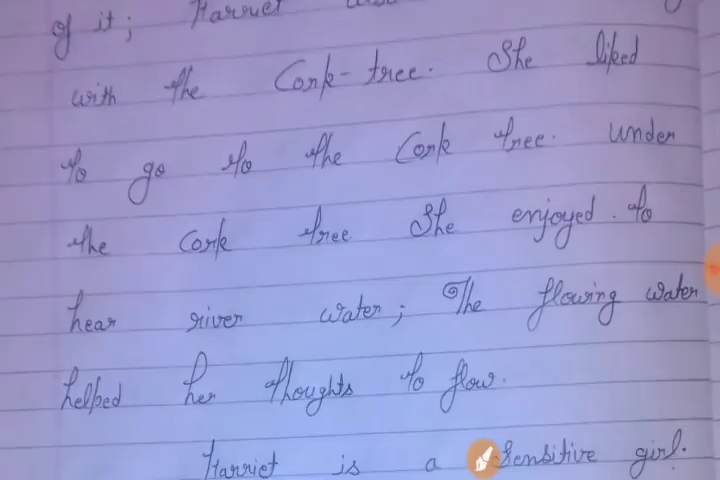 of it; Harriet
with the Cork-tree. She liked
to go to the Cork tree. under
the Cork tree She enjoyed. to
hear river water; The flowing water
helped her thoughts to flow.
Harriet is a sensitive girl.